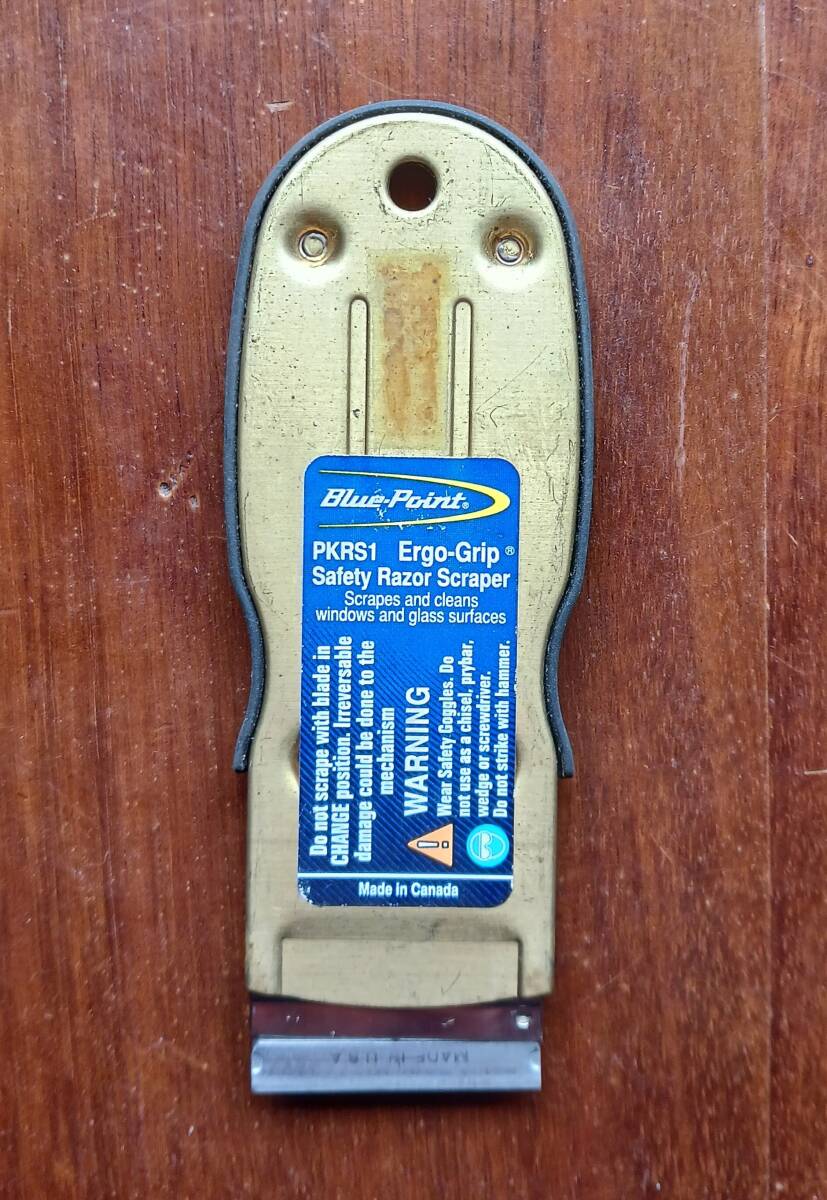 Blue-Point®
PKRS1 Ergo-Grip®
Safety Razor Scraper
Scrapes and cleans
windows and glass surfaces
Do not scrape with blade in
CHANGE position. Irreversable
damage could be done to the
mechanism
WARNING
Wear Safety Goggles. Do
not use as a chisel, prybar,
wedge or screwdriver.
Do not strike with hammer.
Made in Canada
MADE IN U.S.A.